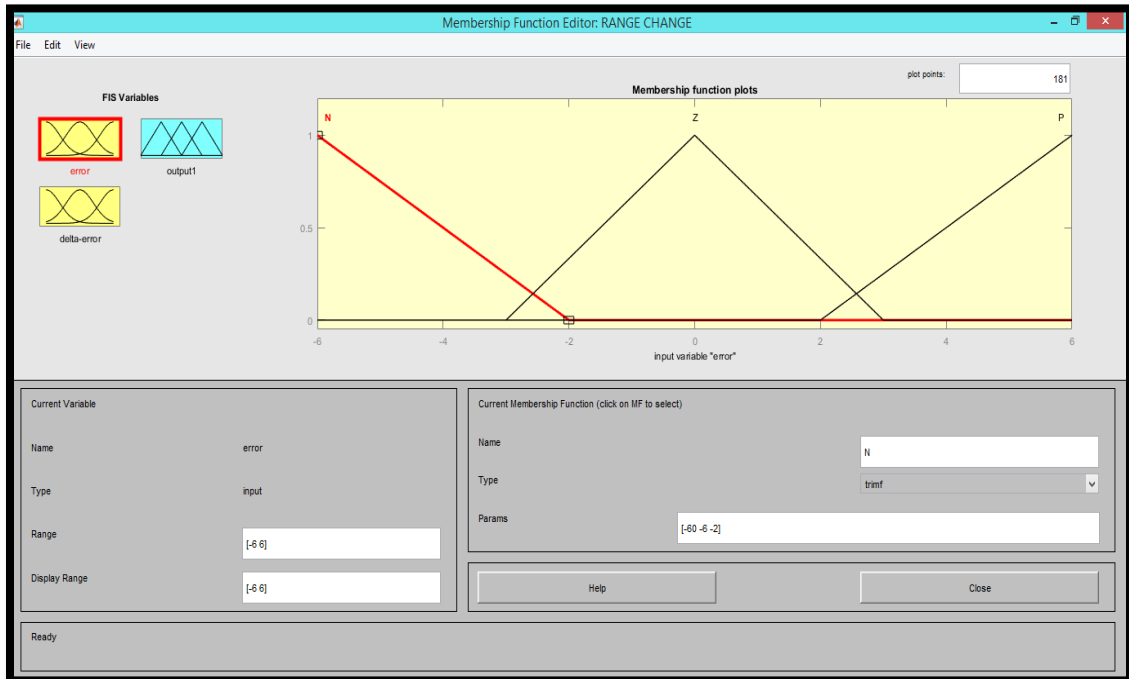 Membership Function Editor: RANGE CHANGE
File Edit View
FIS Variables
error
output1
delta-error
plot points:
181
Membership function plots
N
Z
P
1
0.5
0
-6 -4 -2 0 2 4 6
input variable "error"
Current Variable
Name error
Type input
Range [-6 6]
Display Range [-6 6]
Current Membership Function (click on MF to select)
Name N
Type trimf
Params [-60 -6 -2]
Help Close
Ready